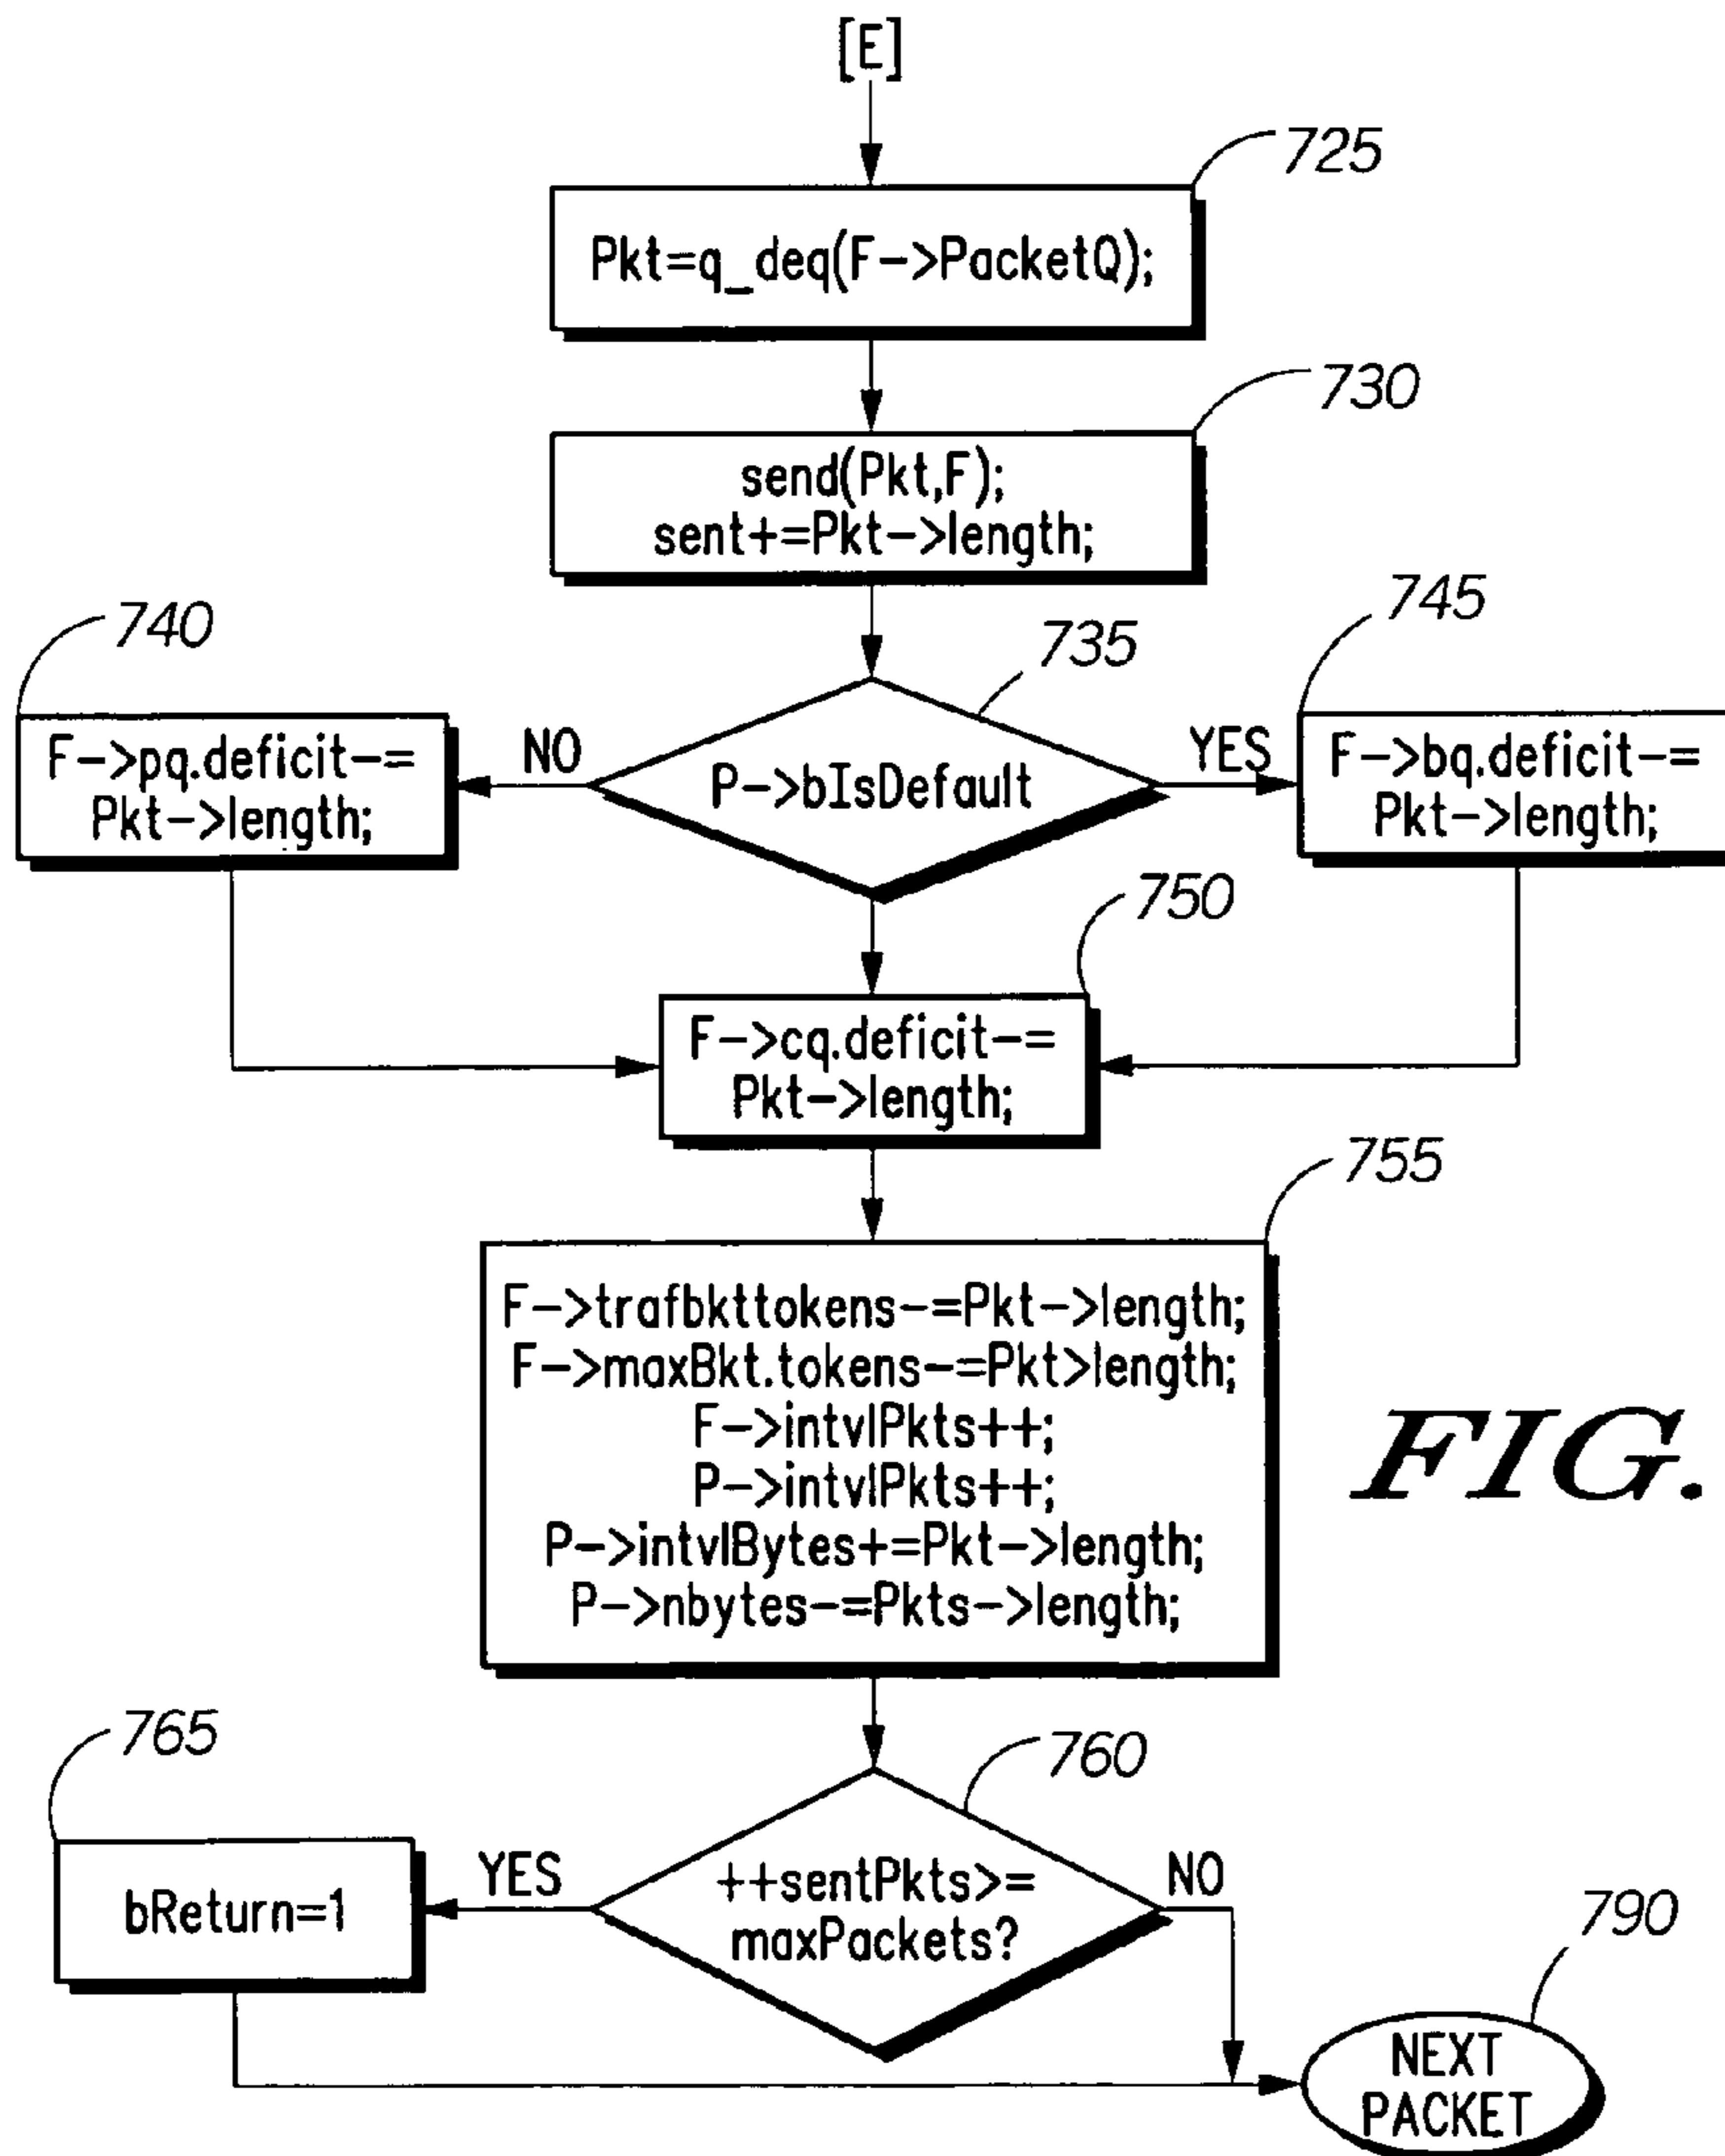 [E]
725
Pkt=q_deq(F->PacketQ);
730
send(Pkt,F);
sent+=Pkt->length;
740
735
745
F->pq.deficit-=
Pkt->length;
NO
P->bIsDefault
YES
F->bq.deficit-=
Pkt->length;
750
F->cq.deficit-=
Pkt->length;
755
F->trafbkttokens-=Pkt->length;
F->maxBkt.tokens-=Pkt>length;
F->intvlPkts++;
P->intvlPkts++;
P->intvlBytes+=Pkt->length;
P->nbytes-=Pkts->length;
FIG.
765
760
bReturn=1
YES
++sentPkts>=
maxPackets?
NO
790
NEXT
PACKET